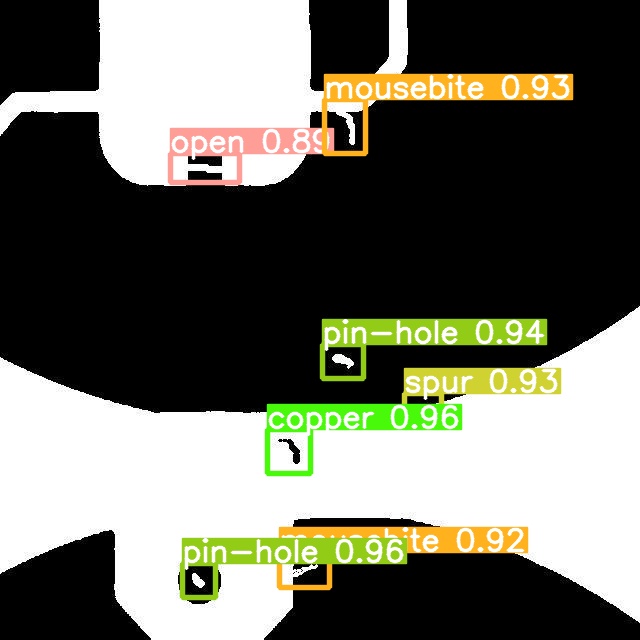 mousebite 0.93
open 0.89
pin-hole 0.94
spur 0.93
copper 0.96
mousebite 0.92
pin-hole 0.96